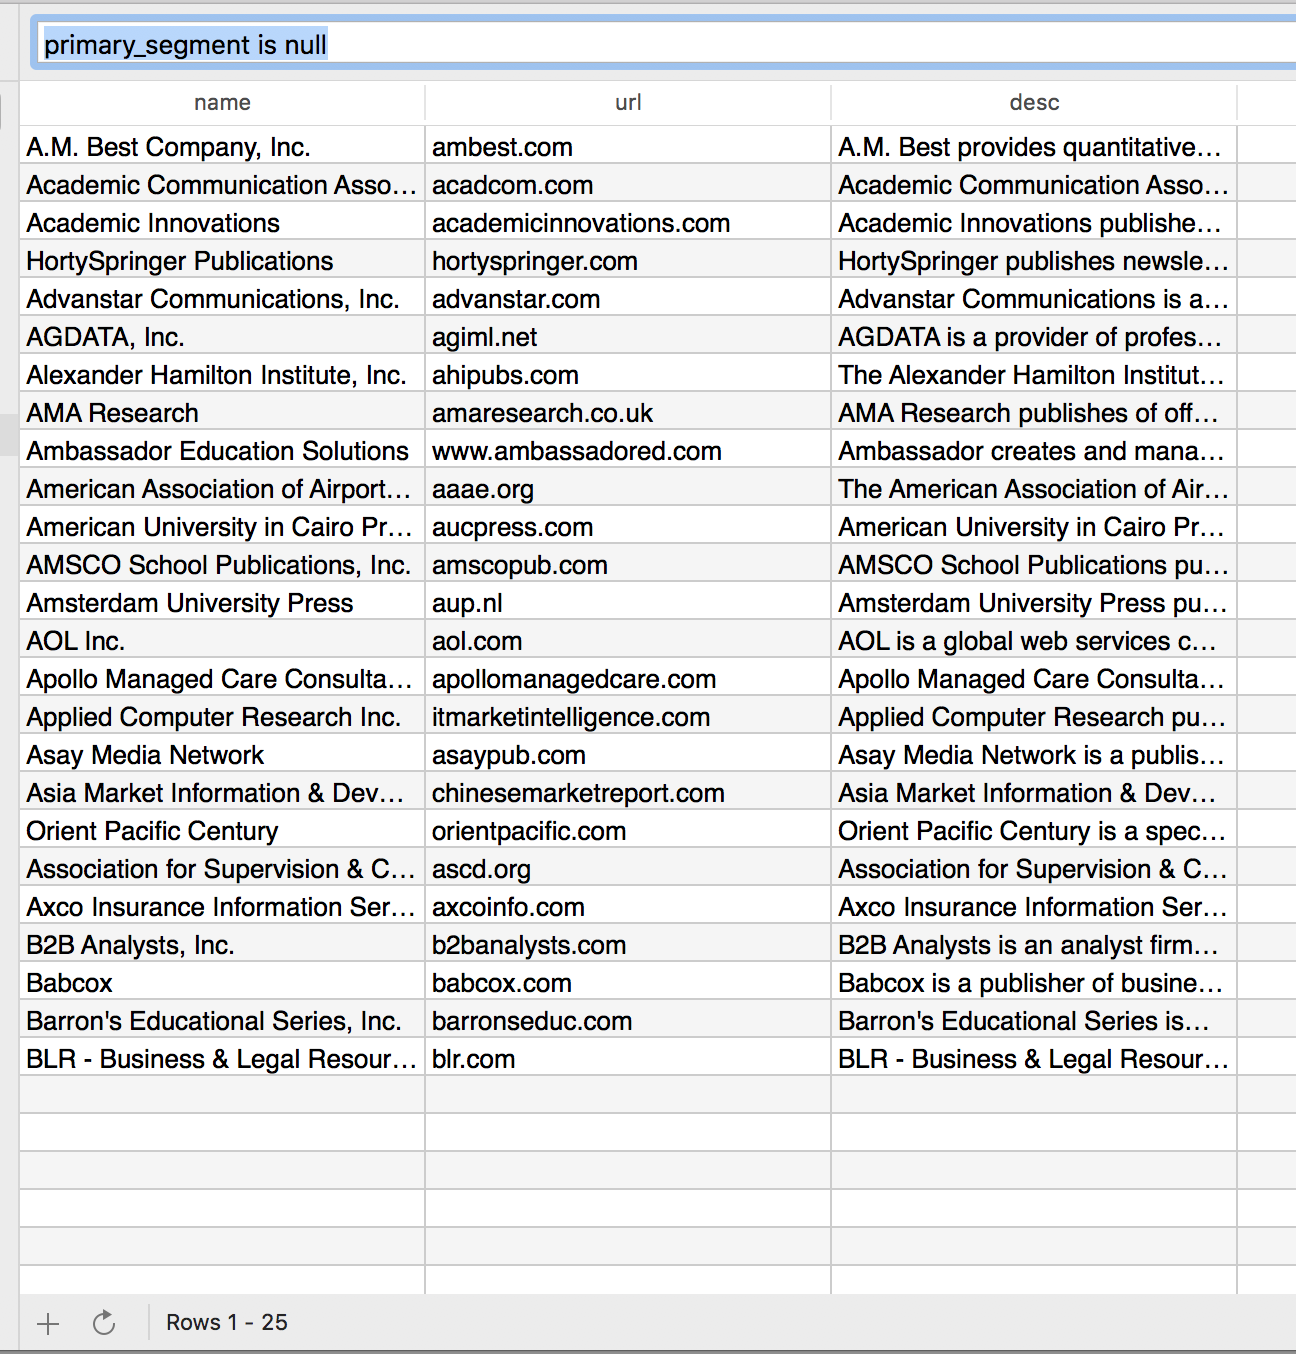 primary_segment is null
name url desc
A.M. Best Company, Inc. ambest.com A.M. Best provides quantitative...
Academic Communication Asso... acadcom.com Academic Communication Asso...
Academic Innovations academicinnovations.com Academic Innovations publishe...
HortySpringer Publications hortyspringer.com HortySpringer publishes newsle...
Advanstar Communications, Inc. advanstar.com Advanstar Communications is a...
AGDATA, Inc. agiml.net AGDATA is a provider of profes...
Alexander Hamilton Institute, Inc. ahipubs.com The Alexander Hamilton Institut...
AMA Research amaresearch.co.uk AMA Research publishes of off...
Ambassador Education Solutions www.ambassadored.com Ambassador creates and mana...
American Association of Airport... aaae.org The American Association of Air...
American University in Cairo Pr... aucpress.com American University in Cairo Pr...
AMSCO School Publications, Inc. amscopub.com AMSCO School Publications pu...
Amsterdam University Press aup.nl Amsterdam University Press pu...
AOL Inc. aol.com AOL is a global web services c...
Apollo Managed Care Consulta... apollomanagedcare.com Apollo Managed Care Consulta...
Applied Computer Research Inc. itmarketintelligence.com Applied Computer Research pu...
Asay Media Network asaypub.com Asay Media Network is a publis...
Asia Market Information & Dev... chinesemarketreport.com Asia Market Information & Dev...
Orient Pacific Century orientpacific.com Orient Pacific Century is a spec...
Association for Supervision & C... ascd.org Association for Supervision & C...
Axco Insurance Information Ser... axcoinfo.com Axco Insurance Information Ser...
B2B Analysts, Inc. b2banalysts.com B2B Analysts is an analyst firm...
Babcox babcox.com Babcox is a publisher of busine...
Barron's Educational Series, Inc. barronseduc.com Barron's Educational Series is...
BLR - Business & Legal Resour... blr.com BLR - Business & Legal Resour...
Rows 1 - 25